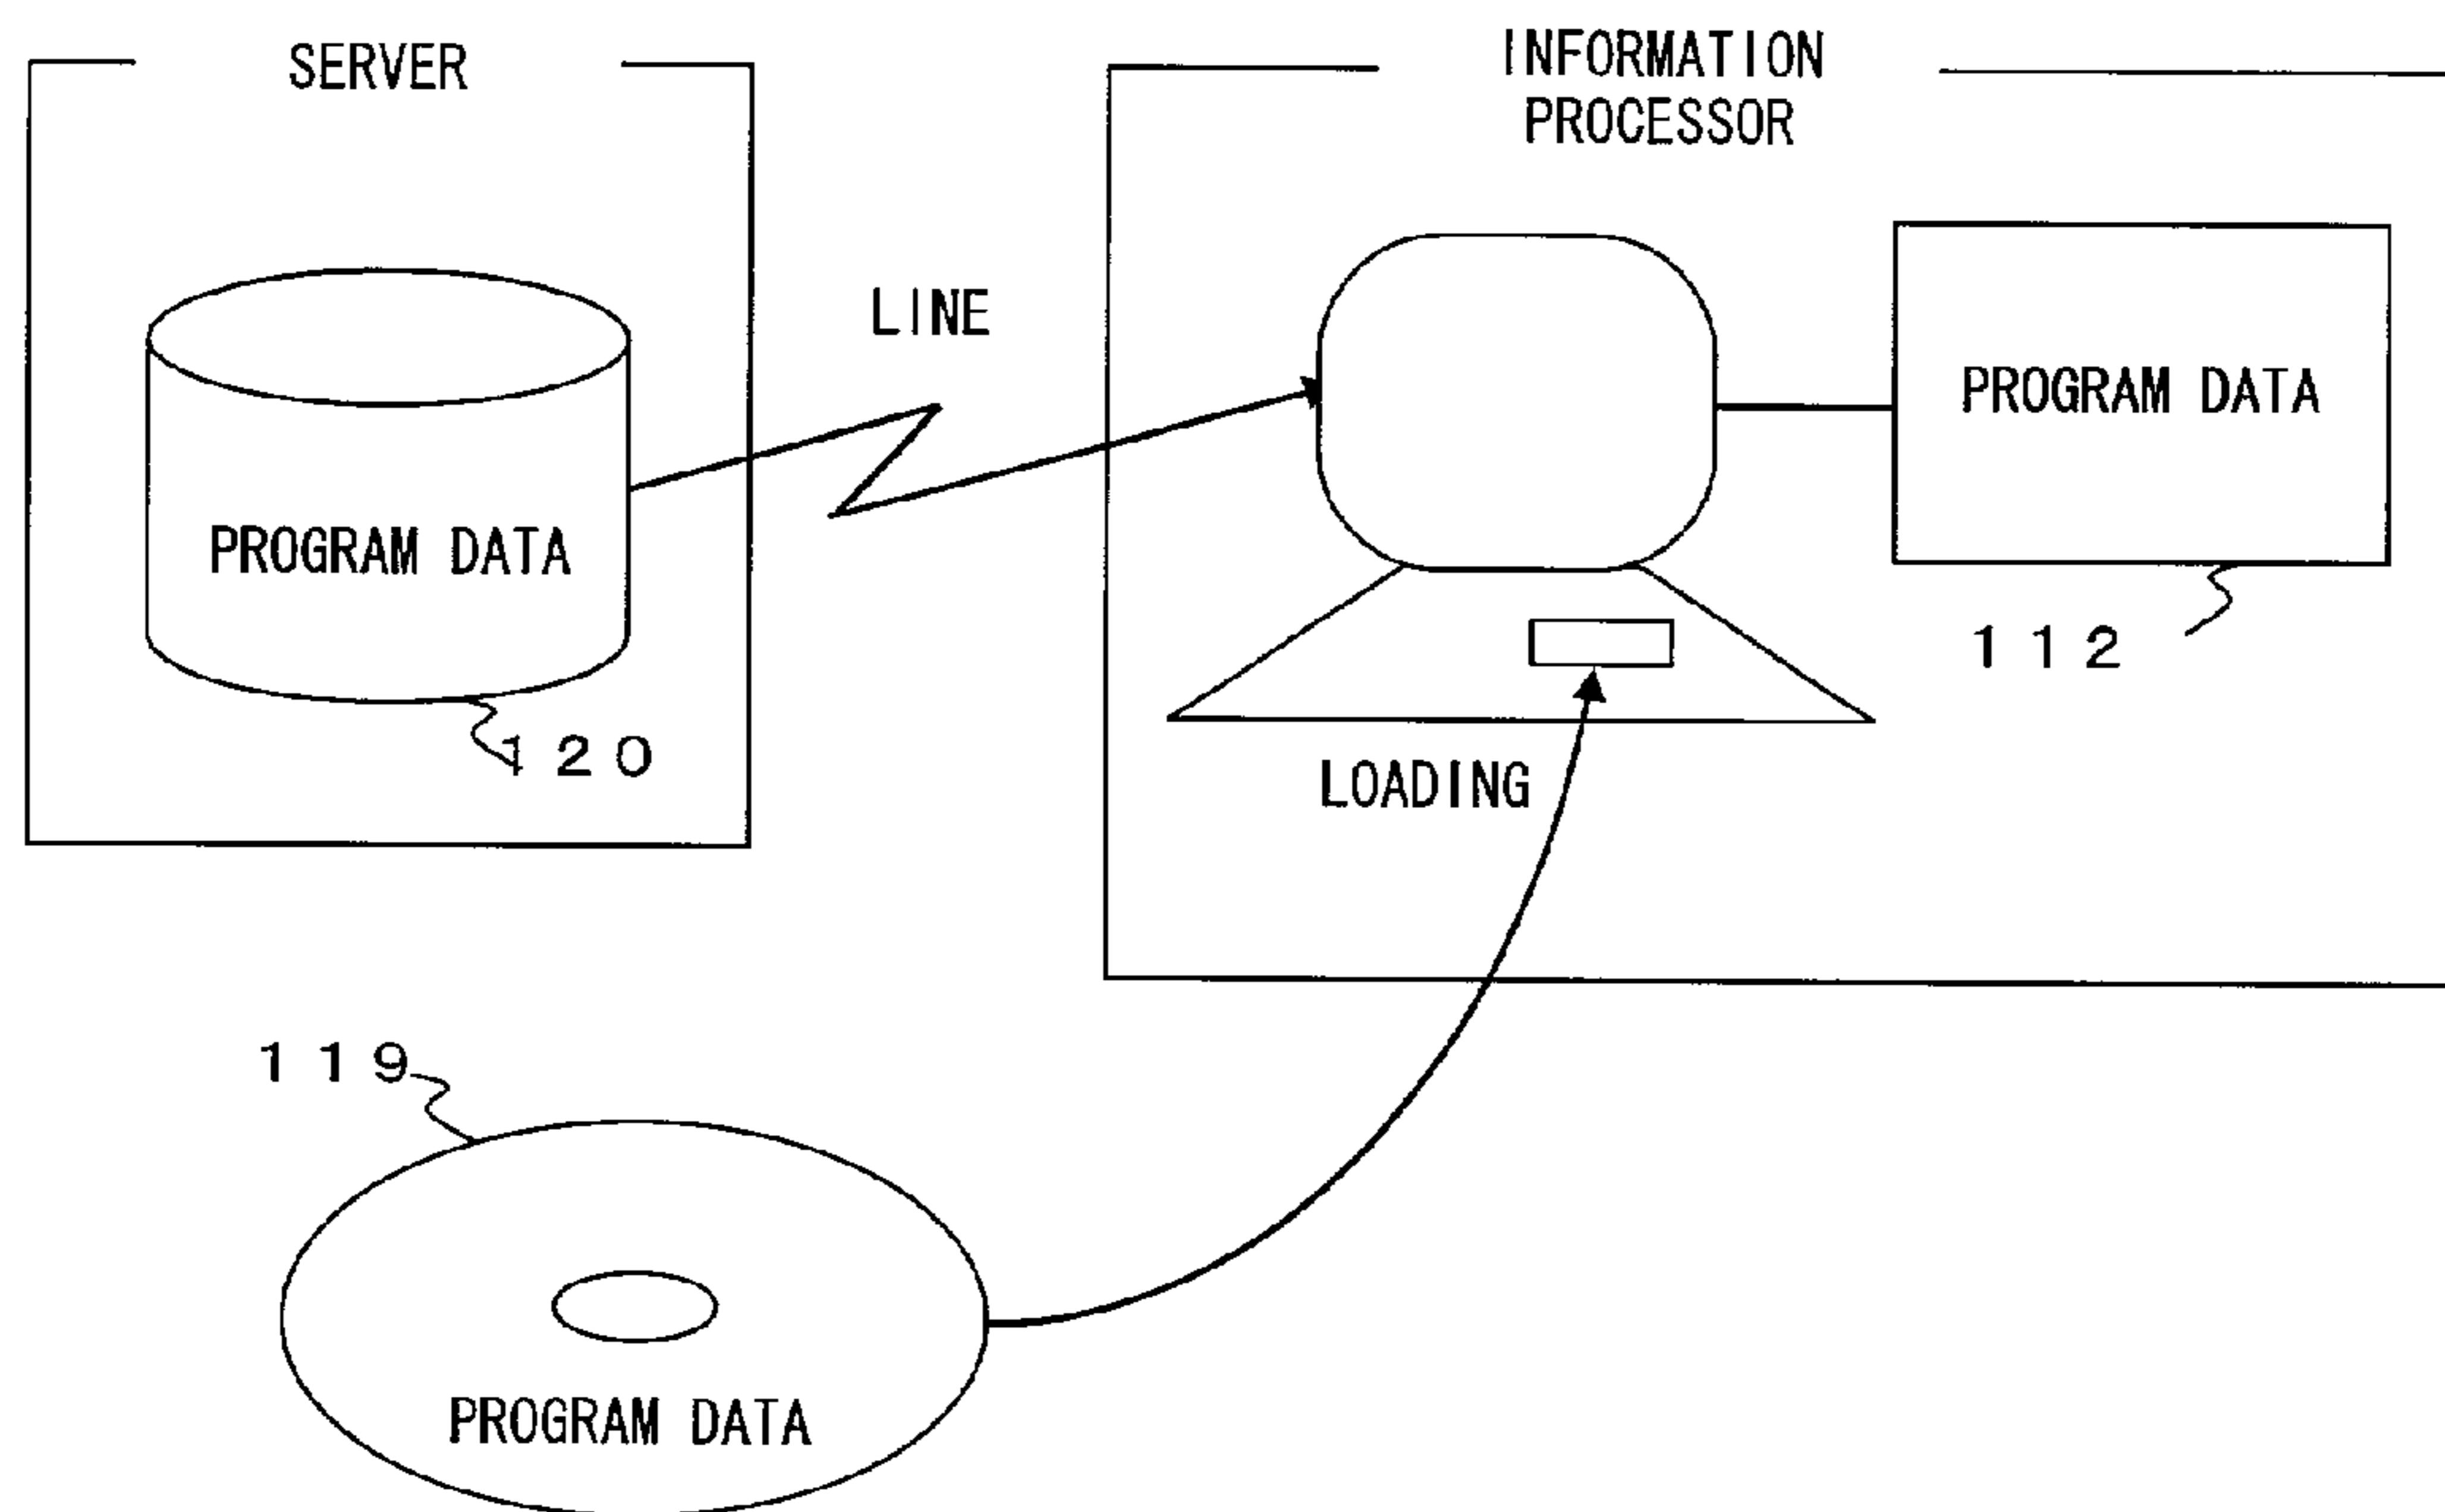 SERVER
INFORMATION
PROCESSOR
LINE
PROGRAM DATA
PROGRAM DATA
112
120
LOADING
119
PROGRAM DATA